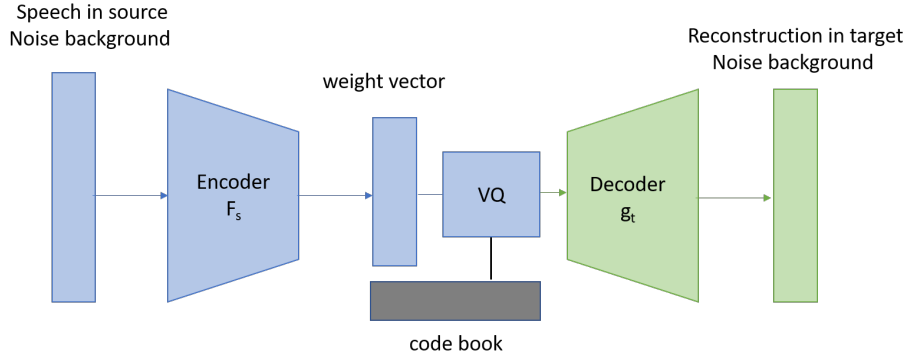 Speech in source
Noise background
Encoder
Fs
weight vector
VQ
code book
Decoder
gt
Reconstruction in target
Noise background